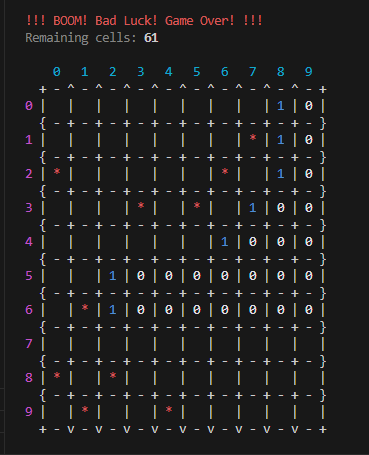 !!! BOOM! Bad Luck! Game Over! !!!
Remaining cells: 61
0 1 2 3 4 5 6 7 8 9
+ - ^ - ^ - ^ - ^ - ^ - ^ - ^ - ^ - ^ - +
0 |   |   |   |   |   |   |   |   | 1 | 0 |
{ - + - + - + - + - + - + - + - + - + - }
1 |   |   |   |   |   |   |   | * | 1 | 0 |
{ - + - + - + - + - + - + - + - + - + - }
2 | * |   |   |   |   |   | * |   | 1 | 0 |
{ - + - + - + - + - + - + - + - + - + - }
3 |   |   |   | * |   | * |   | 1 | 0 | 0 |
{ - + - + - + - + - + - + - + - + - + - }
4 |   |   |   |   |   |   | 1 | 0 | 0 | 0 |
{ - + - + - + - + - + - + - + - + - + - }
5 |   |   | 1 | 0 | 0 | 0 | 0 | 0 | 0 | 0 |
{ - + - + - + - + - + - + - + - + - + - }
6 |   | * | 1 | 0 | 0 | 0 | 0 | 0 | 0 | 0 |
{ - + - + - + - + - + - + - + - + - + - }
7 |   |   |   |   |   |   |   |   |   |   |
{ - + - + - + - + - + - + - + - + - + - }
8 | * |   | * |   |   |   |   |   |   |   |
{ - + - + - + - + - + - + - + - + - + - }
9 |   | * |   |   | * |   |   |   |   |   |
+ - v - v - v - v - v - v - v - v - v - +